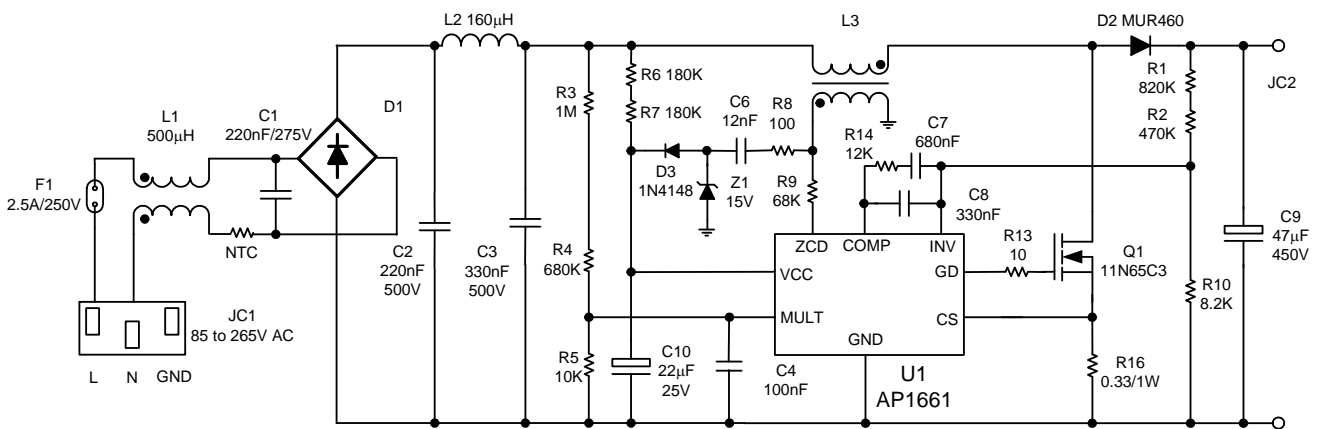 L2 160µH
L3
D2 MUR460
R6 180K
R7 180K
R3
1M
C6
12nF
R8
100
R1
820K
JC2
R2
470K
L1
500µH
C1
220nF/275V
D1
R14
12K
C7
680nF
D3
1N4148
Z1
15V
R9
68K
C8
330nF
F1
2.5A/250V
NTC
C2
220nF
500V
C3
330nF
500V
R4
680K
ZCD
COMP
INV
VCC
GD
MULT
CS
GND
R13
10
Q1
11N65C3
C9
47µF
450V
R10
8.2K
JC1
85 to 265V AC
L N GND
R5
10K
C10
22µF
25V
C4
100nF
U1
AP1661
R16
0.33/1W